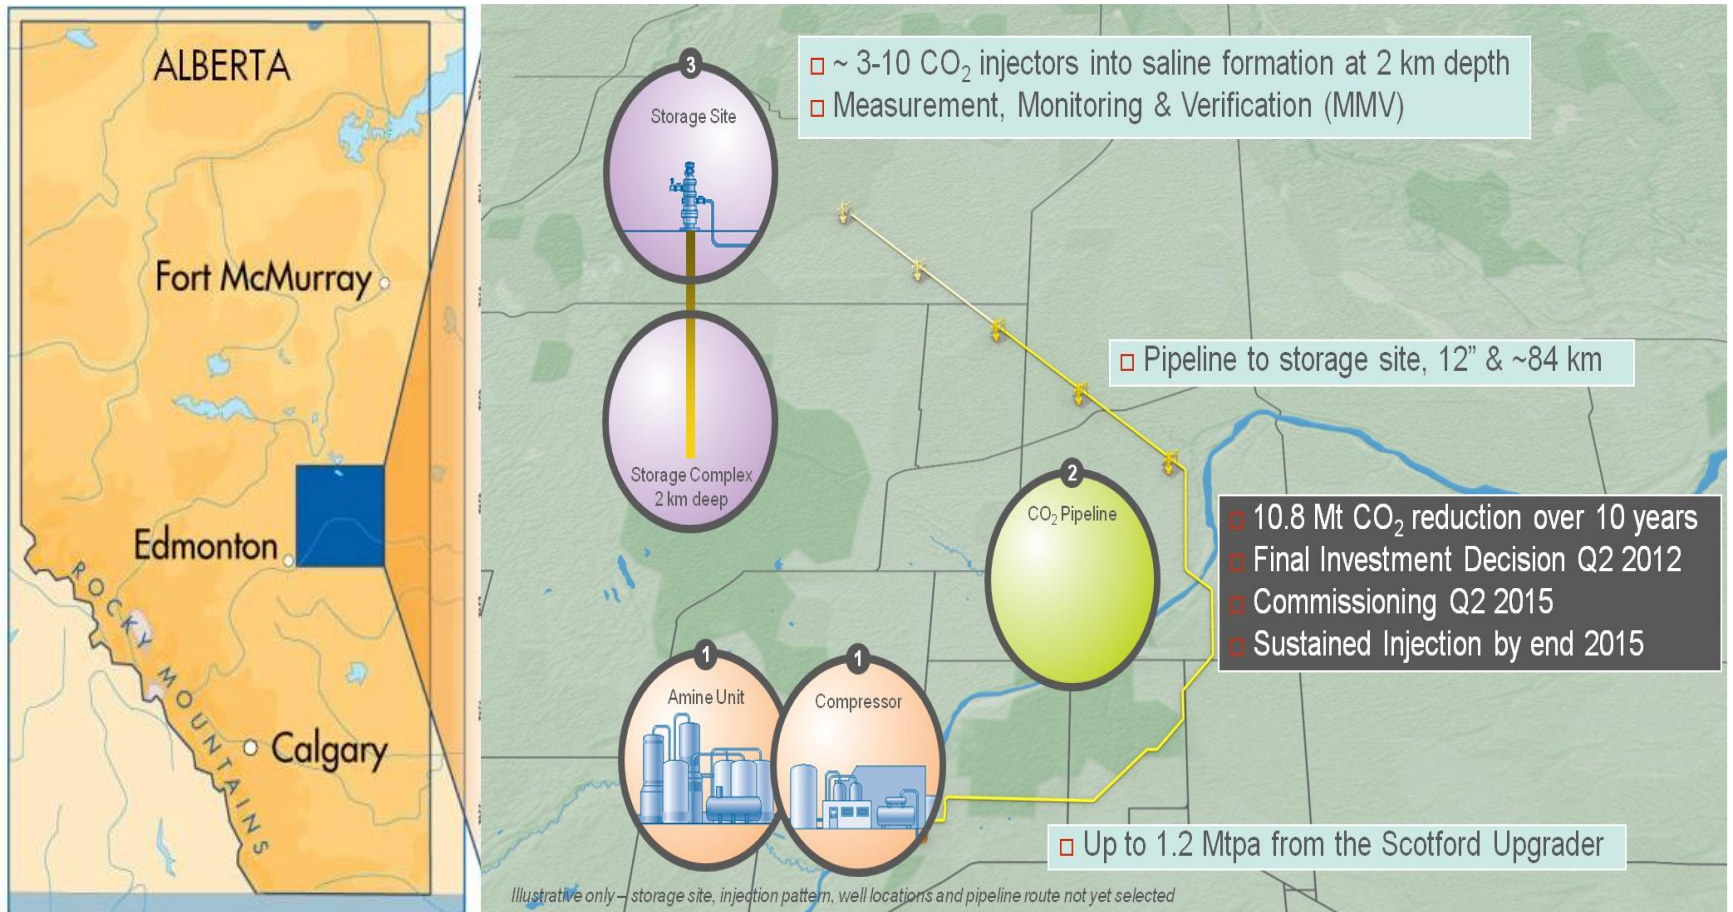 ALBERTA
Fort McMurray
Edmonton
Calgary
ROCKY MOUNTAINS
3
Storage Site
~ 3-10 CO₂ injectors into saline formation at 2 km depth
Measurement, Monitoring & Verification (MMV)
Storage Complex
2 km deep
Pipeline to storage site, 12” & ~84 km
2
CO₂ Pipeline
10.8 Mt CO₂ reduction over 10 years
Final Investment Decision Q2 2012
Commissioning Q2 2015
Sustained Injection by end 2015
1
Amine Unit
1
Compressor
Up to 1.2 Mtpa from the Scotford Upgrader
Illustrative only – storage site, injection pattern, well locations and pipeline route not yet selected